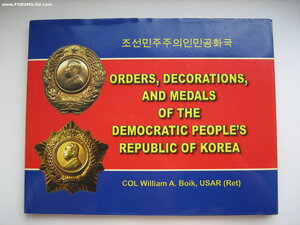 © www.FORUMS-SU.com
조선민주주의인민공화국
ORDERS, DECORATIONS,
AND MEDALS
OF THE
DEMOCRATIC PEOPLE'S
REPUBLIC OF KOREA
COL William A. Boik, USAR (Ret)